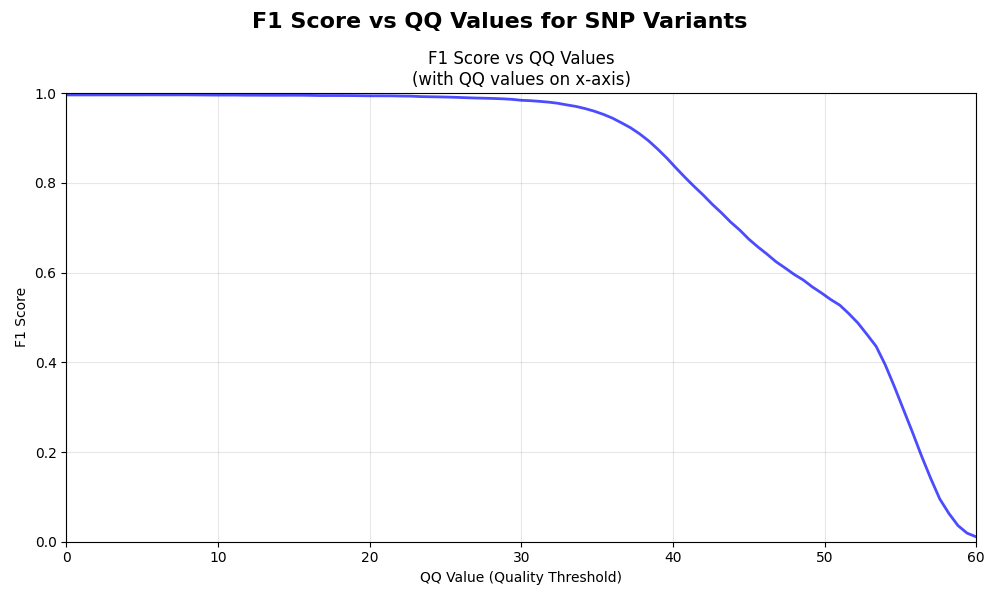 F1 Score vs QQ Values for SNP Variants
F1 Score vs QQ Values
(with QQ values on x-axis)
1.0
0.8
0.6
0.4
0.2
0.0
F1 Score
0 10 20 30 40 50 60
QQ Value (Quality Threshold)